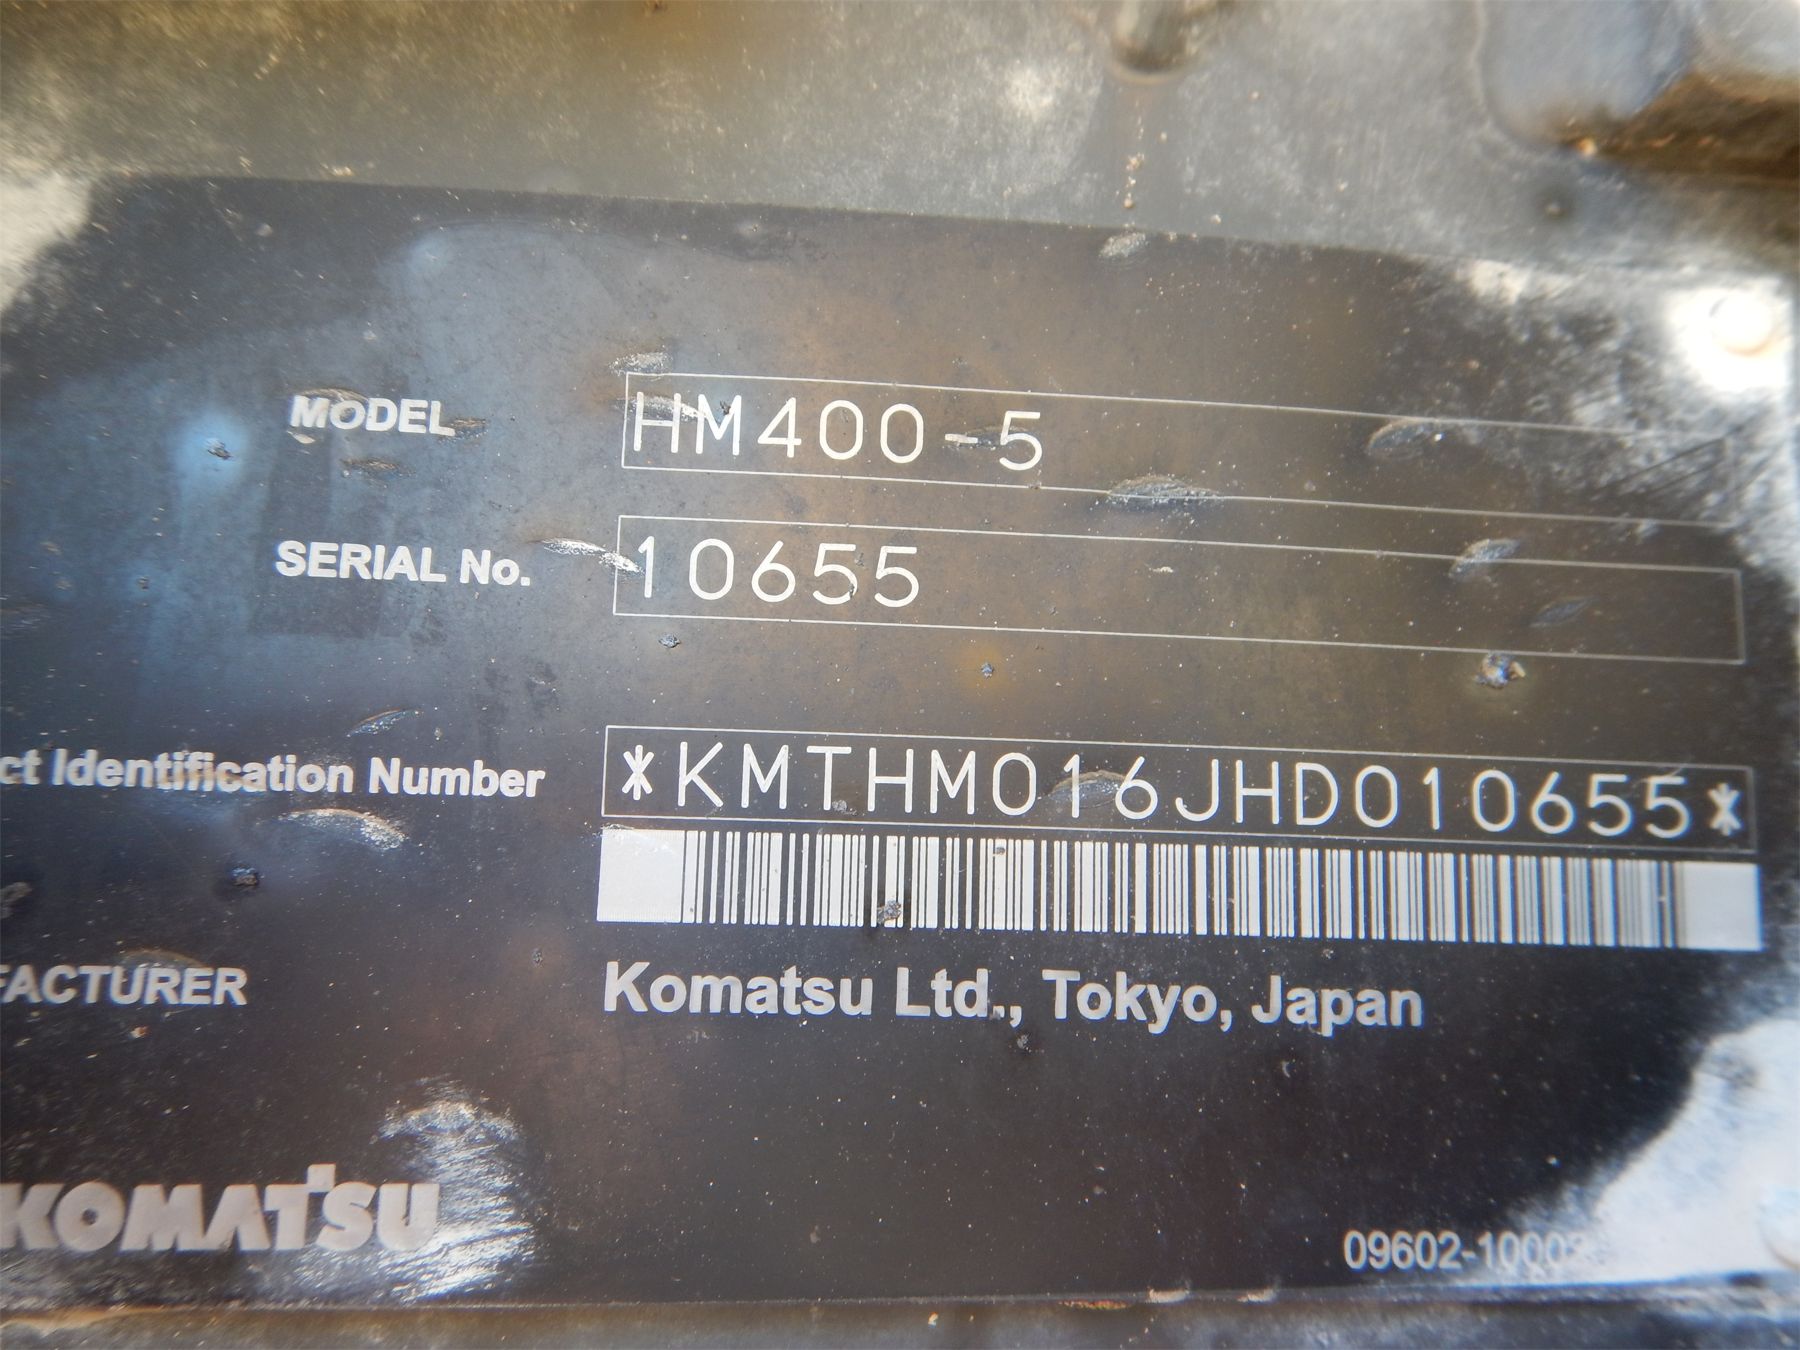 MODEL HM400-5
SERIAL No. 10655
ct Identification Number *KMTHM016JHD010655*
FACTURER Komatsu Ltd., Tokyo, Japan
KOMATSU